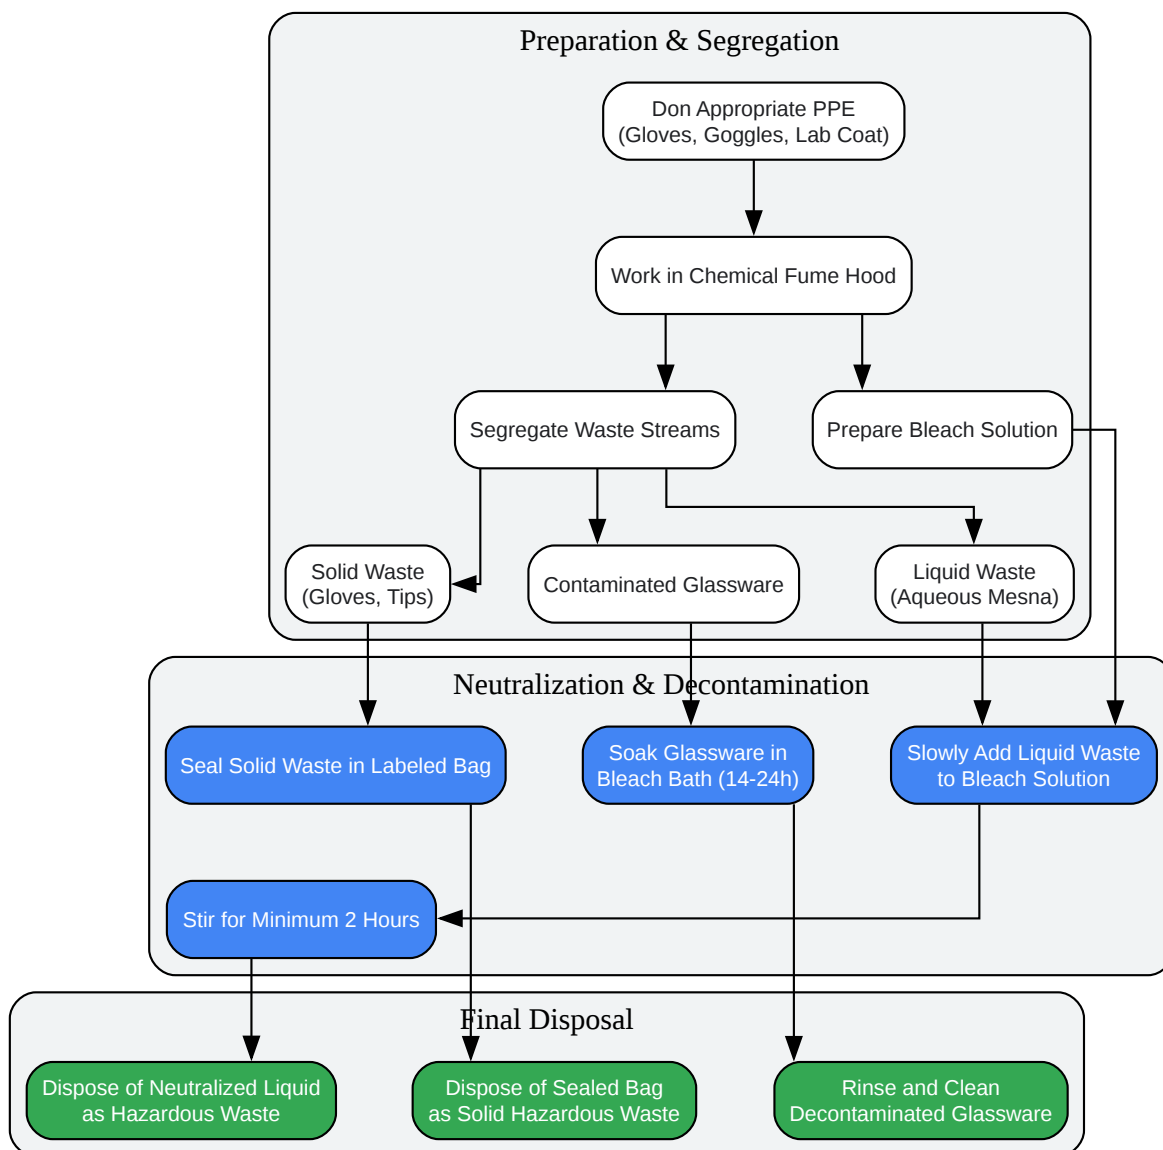 Preparation & Segregation
Don Appropriate PPE
(Gloves, Goggles, Lab Coat)
Work in Chemical Fume Hood
Segregate Waste Streams
Prepare Bleach Solution
Solid Waste
(Gloves, Tips)
Contaminated Glassware
Liquid Waste
(Aqueous Mesna)
Neutralization & Decontamination
Seal Solid Waste in Labeled Bag
Soak Glassware in
Bleach Bath (14-24h)
Slowly Add Liquid Waste
to Bleach Solution
Stir for Minimum 2 Hours
Final Disposal
Dispose of Neutralized Liquid
as Hazardous Waste
Dispose of Sealed Bag
as Solid Hazardous Waste
Rinse and Clean
Decontaminated Glassware